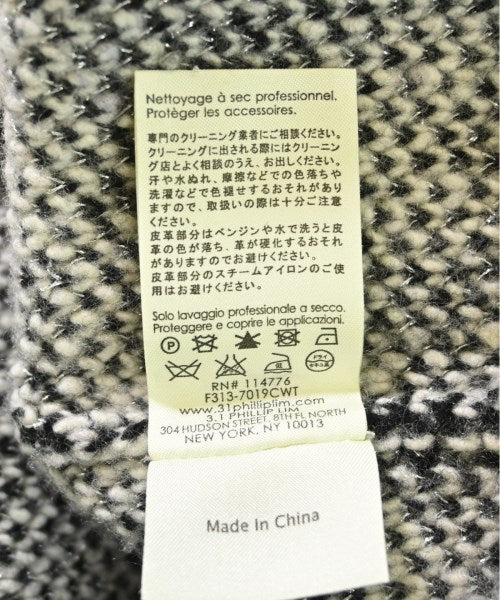 Nettoyage à sec professionnel.
Protéger les accessoires.
専門のクリーニング業者にご相談ください。
クリーニングに出される際にはクリーニ
ング店とよく相談のうえ、お出しください。
汗や水ぬれ、摩擦などでの色落ちや
洗濯などで色褪せするおそれがあり
ますので、取扱いの際は十分ご注意
ください。
皮革部分はベンジンや水で洗うと皮
革の色が落ち、革が硬化するおそれ
がありますのでお避けください。
皮革部分のスチームアイロンのご使
用はお避けください。
Solo lavaggio professionale a secco.
Proteggere e coprire le applicazioni.
P
ドライ
セキユ系
RN# 114776
F313-7019CWT
www.31philliplim.com
3.1 PHILLIP LIM
304 HUDSON STREET, 8TH FL NORTH
NEW YORK, NY 10013
Made In China